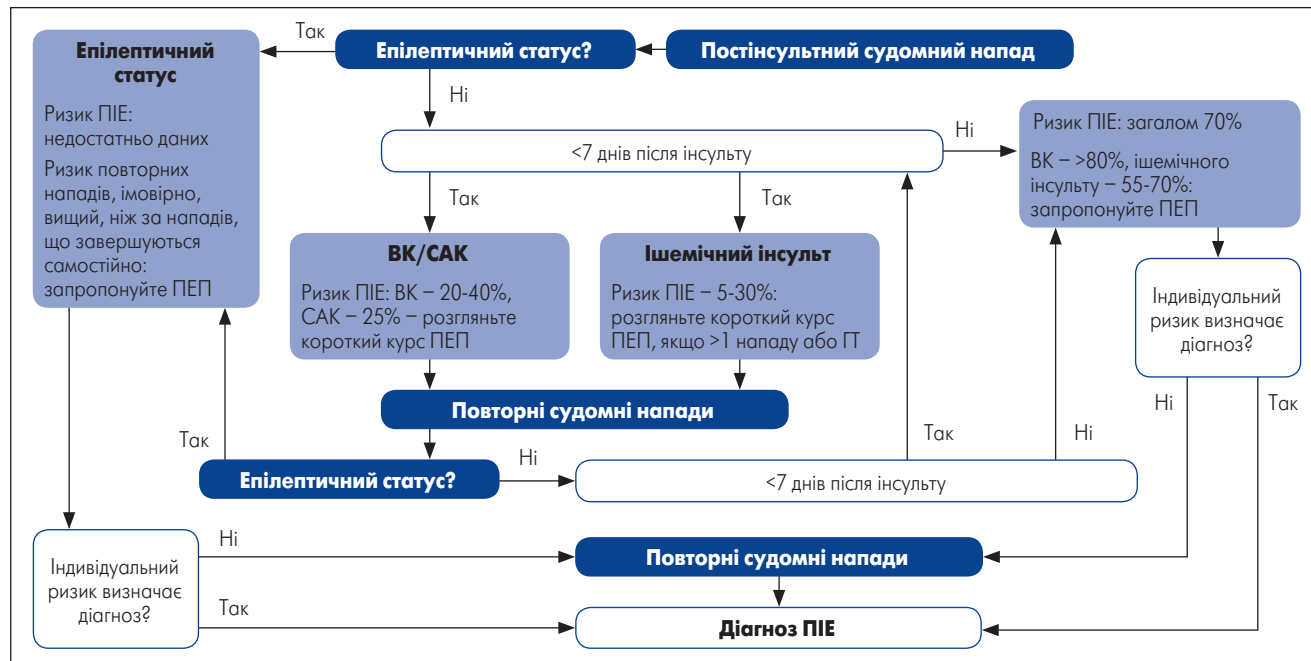 Постінсультний судомний напад
Епілептичний статус?
Так
Ні
Епілептичний
статус
Ризик ПІЕ:
недостатньо даних
Ризик повторних
нападів, імовірно,
вищий, ніж за нападів,
що завершуються
самостійно:
запропонуйте ПЕП
<7 днів після інсульту
Ні
Ризик ПІЕ: загалом 70%
ВК – >80%, ішемічного
інсульту – 55-70%:
запропонуйте ПЕП
Так
Так
ВК/САК
Ризик ПІЕ: ВК – 20-40%,
САК – 25% – розгляньте
короткий курс ПЕП
Ішемічний інсульт
Ризик ПІЕ – 5-30%:
розгляньте короткий курс
ПЕП, якщо >1 нападу або ГТ
Індивідуальний
ризик визначає
діагноз?
Ні
Так
Повторні судомні напади
Так
Епілептичний статус?
Ні
<7 днів після інсульту
Так
Ні
Індивідуальний
ризик визначає
діагноз?
Ні
Так
Повторні судомні напади
Діагноз ПІЕ